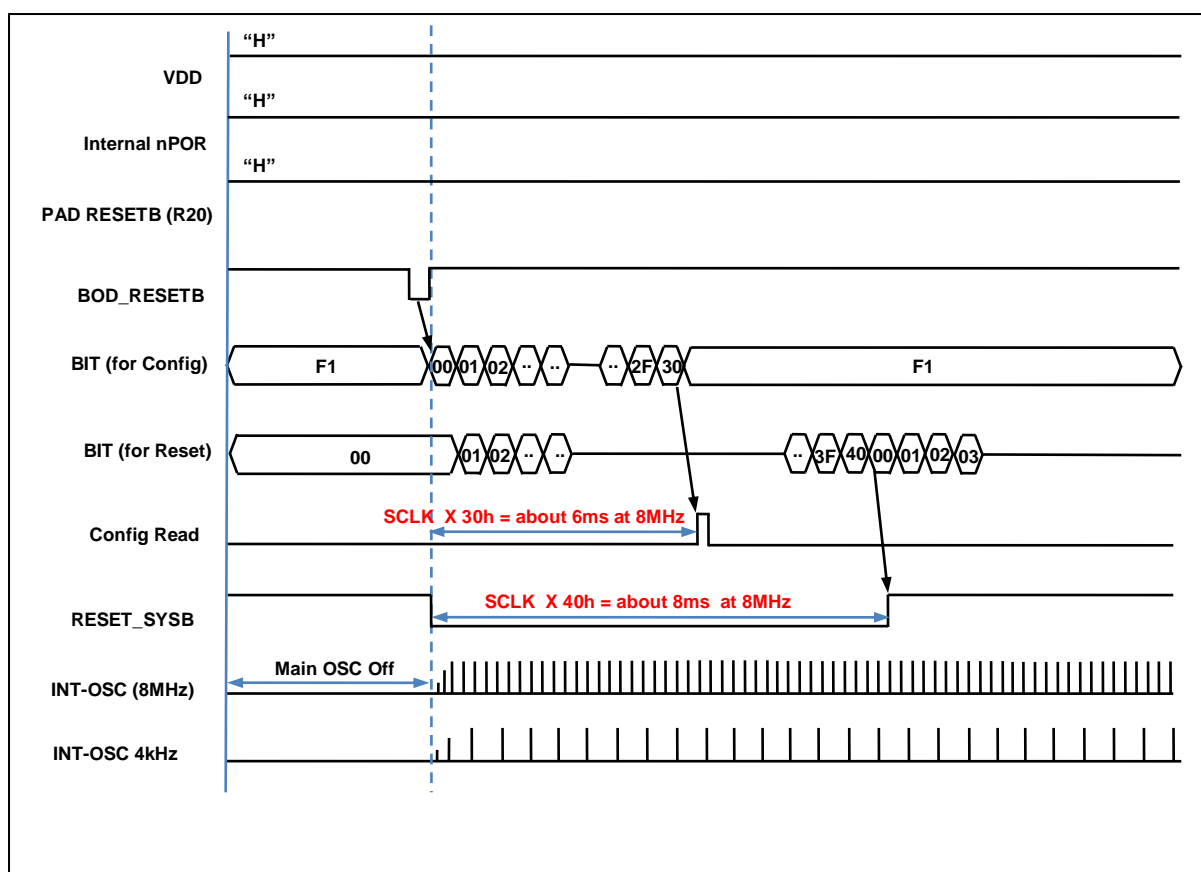 “H”
VDD
“H”
Internal nPOR
“H”
PAD RESETB (R20)
BOD_RESETB
BIT (for Config)
F1 00 01 02 ·· ·· ·· 2F 30 F1
BIT (for Reset)
00 01 02 ·· ·· ·· 3F 40 00 01 02 03
SCLK X 30h = about 6ms at 8MHz
Config Read
SCLK X 40h = about 8ms at 8MHz
RESET_SYSB
Main OSC Off
INT-OSC (8MHz)
INT-OSC 4kHz